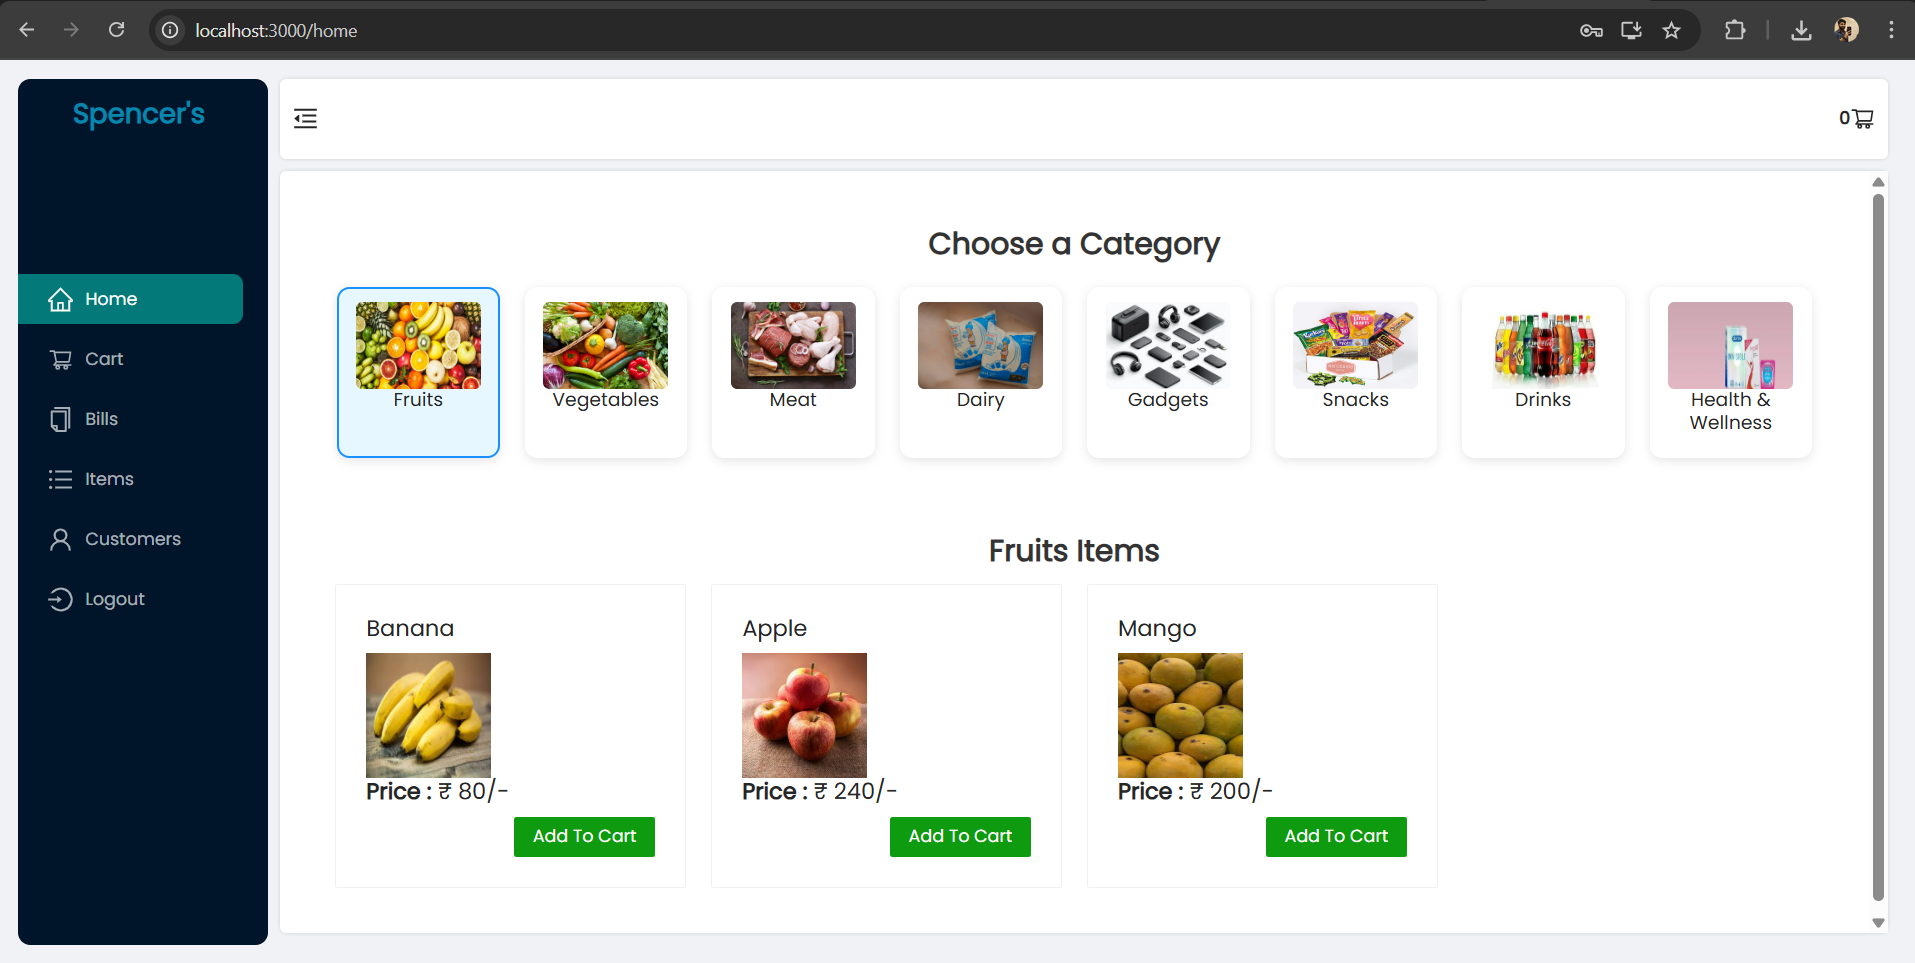 localhost:3000/home
Spencer's
0
Home
Cart
Bills
Items
Customers
Logout
Choose a Category
Fruits
Vegetables
Meat
Dairy
Gadgets
Snacks
Drinks
Health &
Wellness
Fruits Items
Banana
Price : ₹ 80/-
Add To Cart
Apple
Price : ₹ 240/-
Add To Cart
Mango
Price : ₹ 200/-
Add To Cart